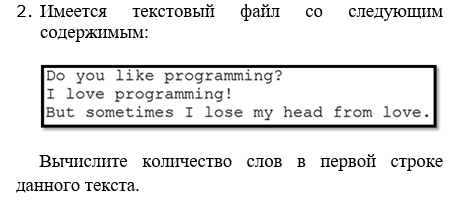 2. Имеется текстовый файл со следующим
содержимым:
Do you like programming?
I love programming!
But sometimes I lose my head from love.
Вычислите количество слов в первой строке
данного текста.